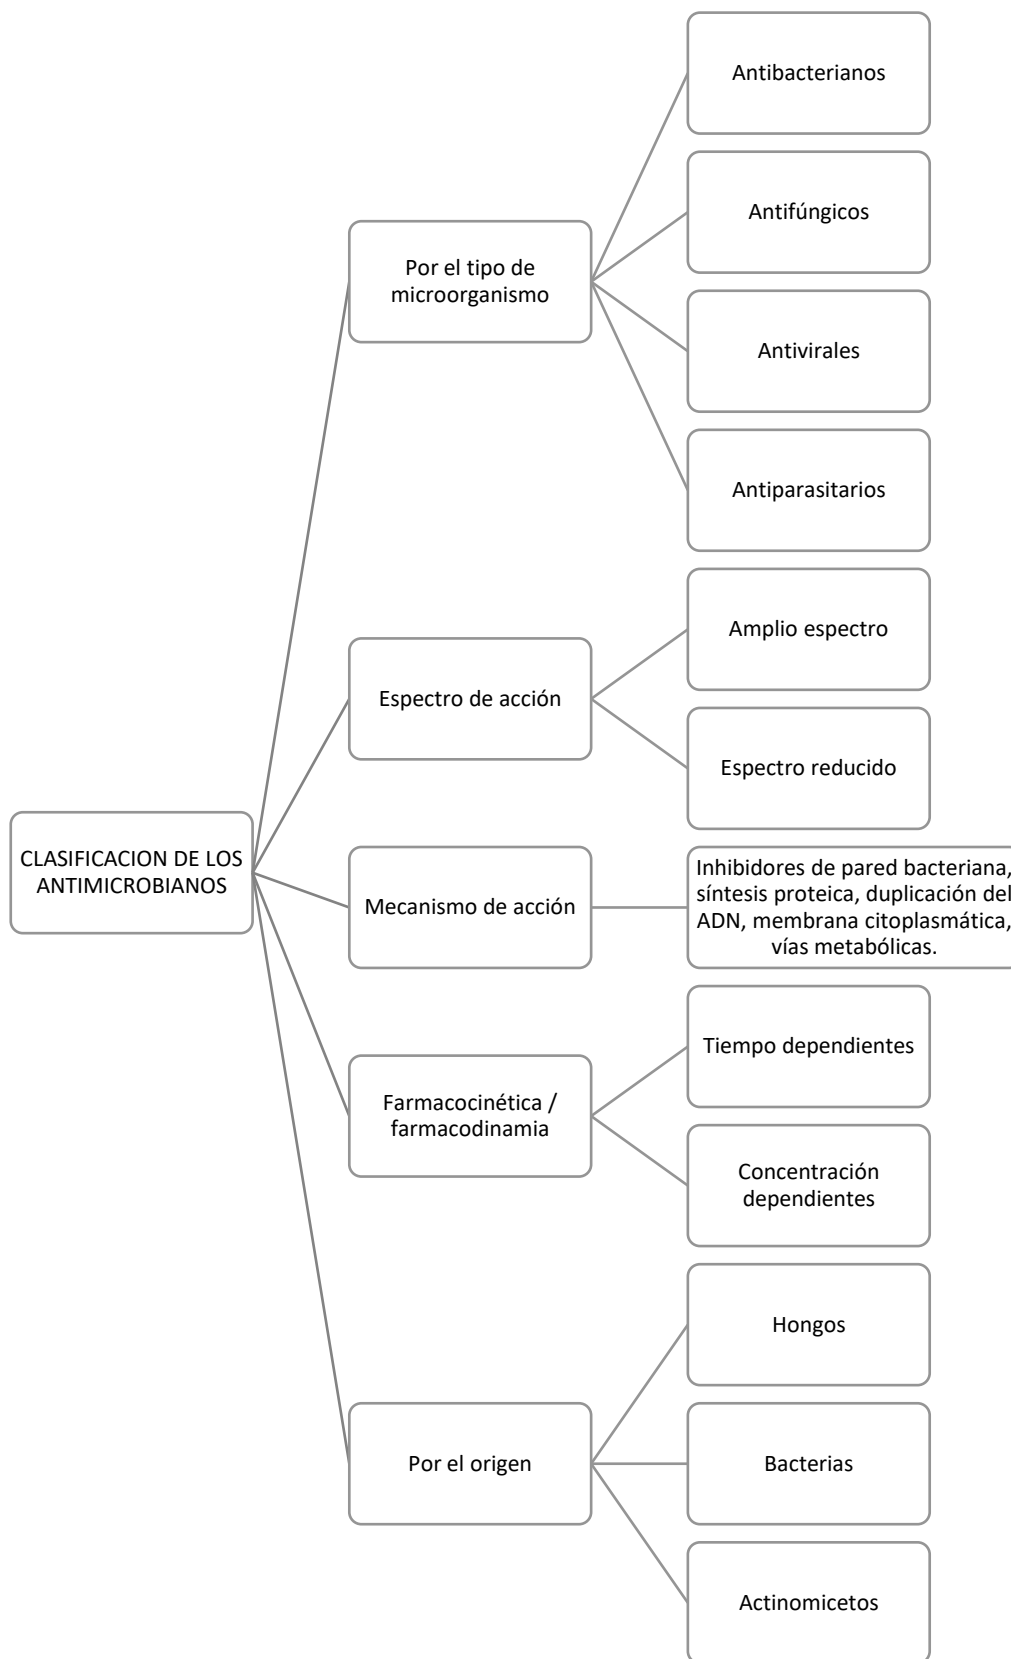 CLASIFICACION DE LOS
ANTIMICROBIANOS
Por el tipo de
microorganismo
Antibacterianos
Antifúngicos
Antivirales
Antiparasitarios
Espectro de acción
Amplio espectro
Espectro reducido
Mecanismo de acción
Inhibidores de pared bacteriana,
síntesis proteica, duplicación del
ADN, membrana citoplasmática,
vías metabólicas.
Farmacocinética /
farmacodinamia
Tiempo dependientes
Concentración
dependientes
Por el origen
Hongos
Bacterias
Actinomicetos